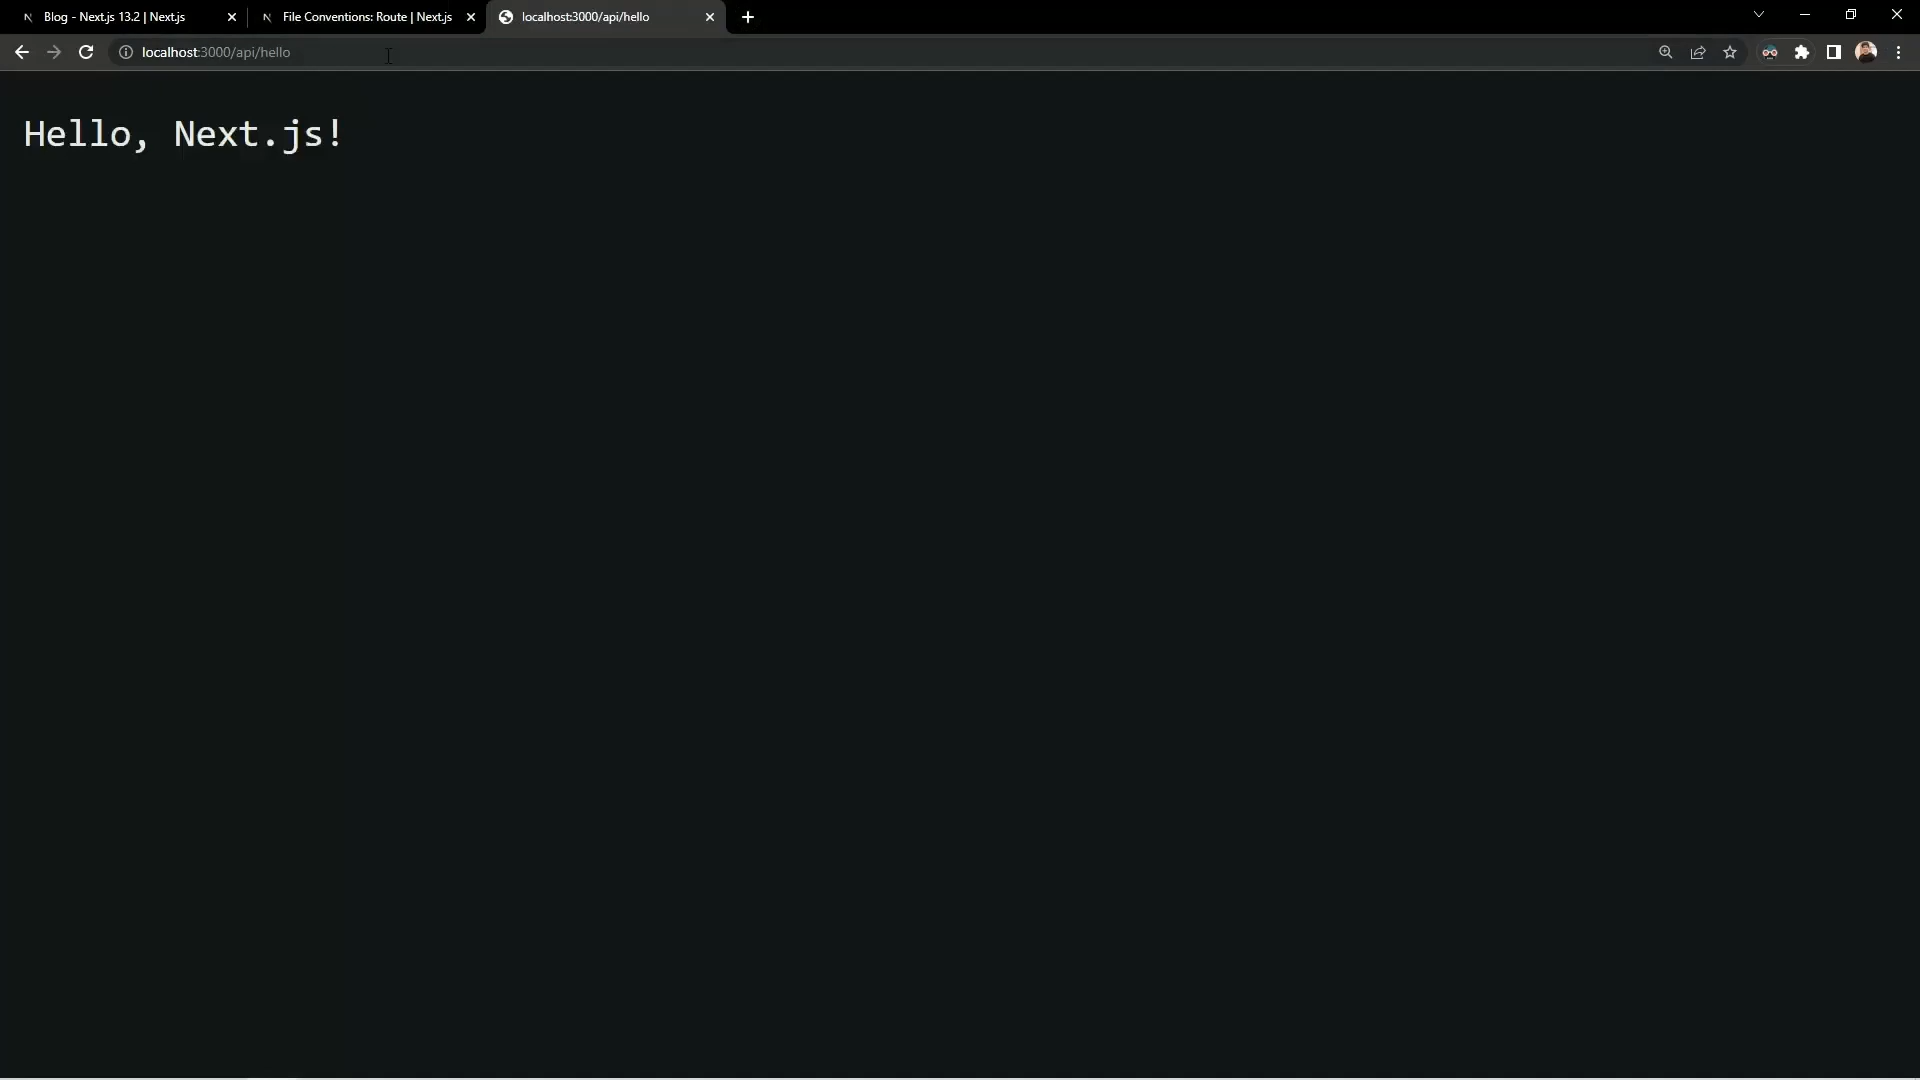 Blog - Next.js 13.2 | Next.js
File Conventions: Route | Next.js
localhost:3000/api/hello
localhost:3000/api/hello
Hello, Next.js!